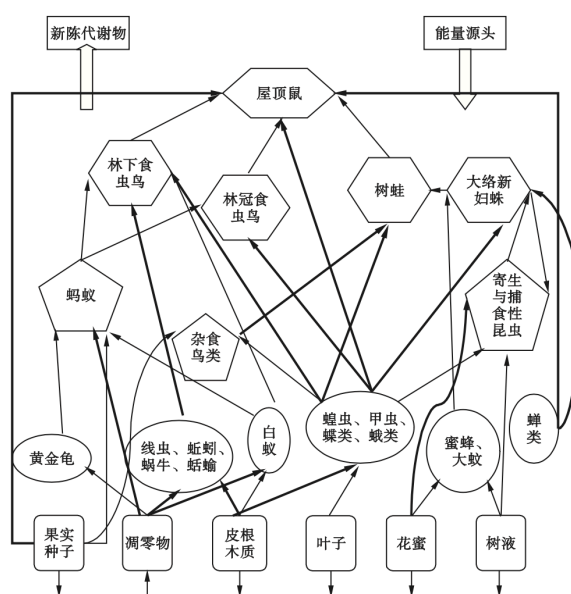 新陈代谢物
能量源头
屋顶鼠
林下食
虫鸟
林冠食
虫鸟
树蛙
大络新
妇蛛
蚂蚁
杂食
鸟类
寄生
与捕
食性
昆虫
黄金龟
线虫、蚯蚓、
蜗牛、蛞蝓
白
蚁
蝗虫、甲虫、
蝶类、蛾类
蜜蜂、
大蚊
蝉
类
果实
种子
凋零物
皮根
木质
叶子
花蜜
树液